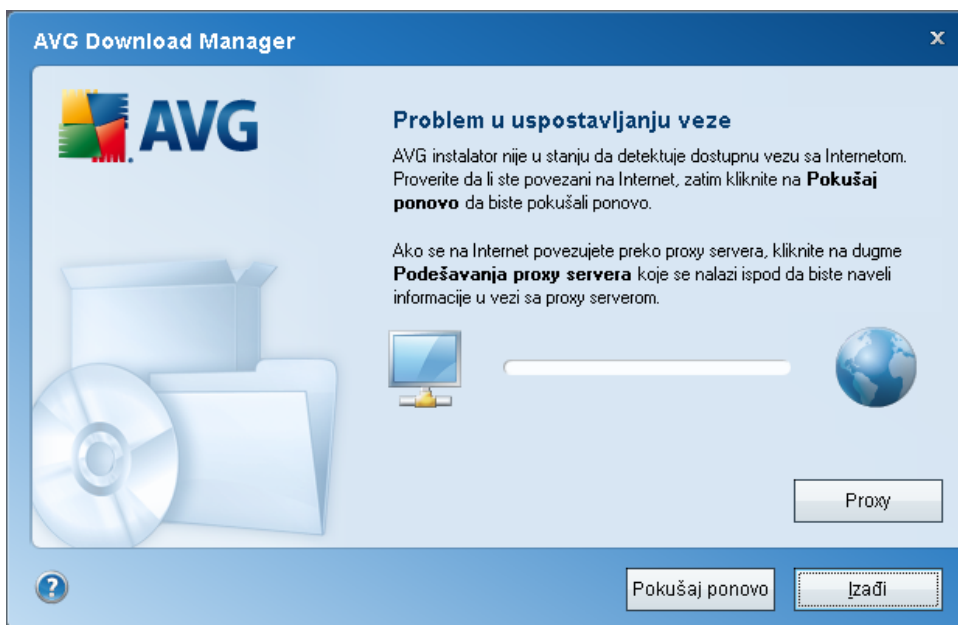 AVG Download Manager
x
AVG
Problem u uspostavljanju veze
AVG instalator nije u stanju da detektuje dostupnu vezu sa Internetom.
Proverite da li ste povezani na Internet, zatim kliknite na Pokušaj
ponovo da biste pokušali ponovo.
Ako se na Internet povezujete preko proxy servera, kliknite na dugme
Podešavanja proxy servera koje se nalazi ispod da biste naveli
informacije u vezi sa proxy serverom.
Proxy
?
Pokušaj ponovo
Izađi